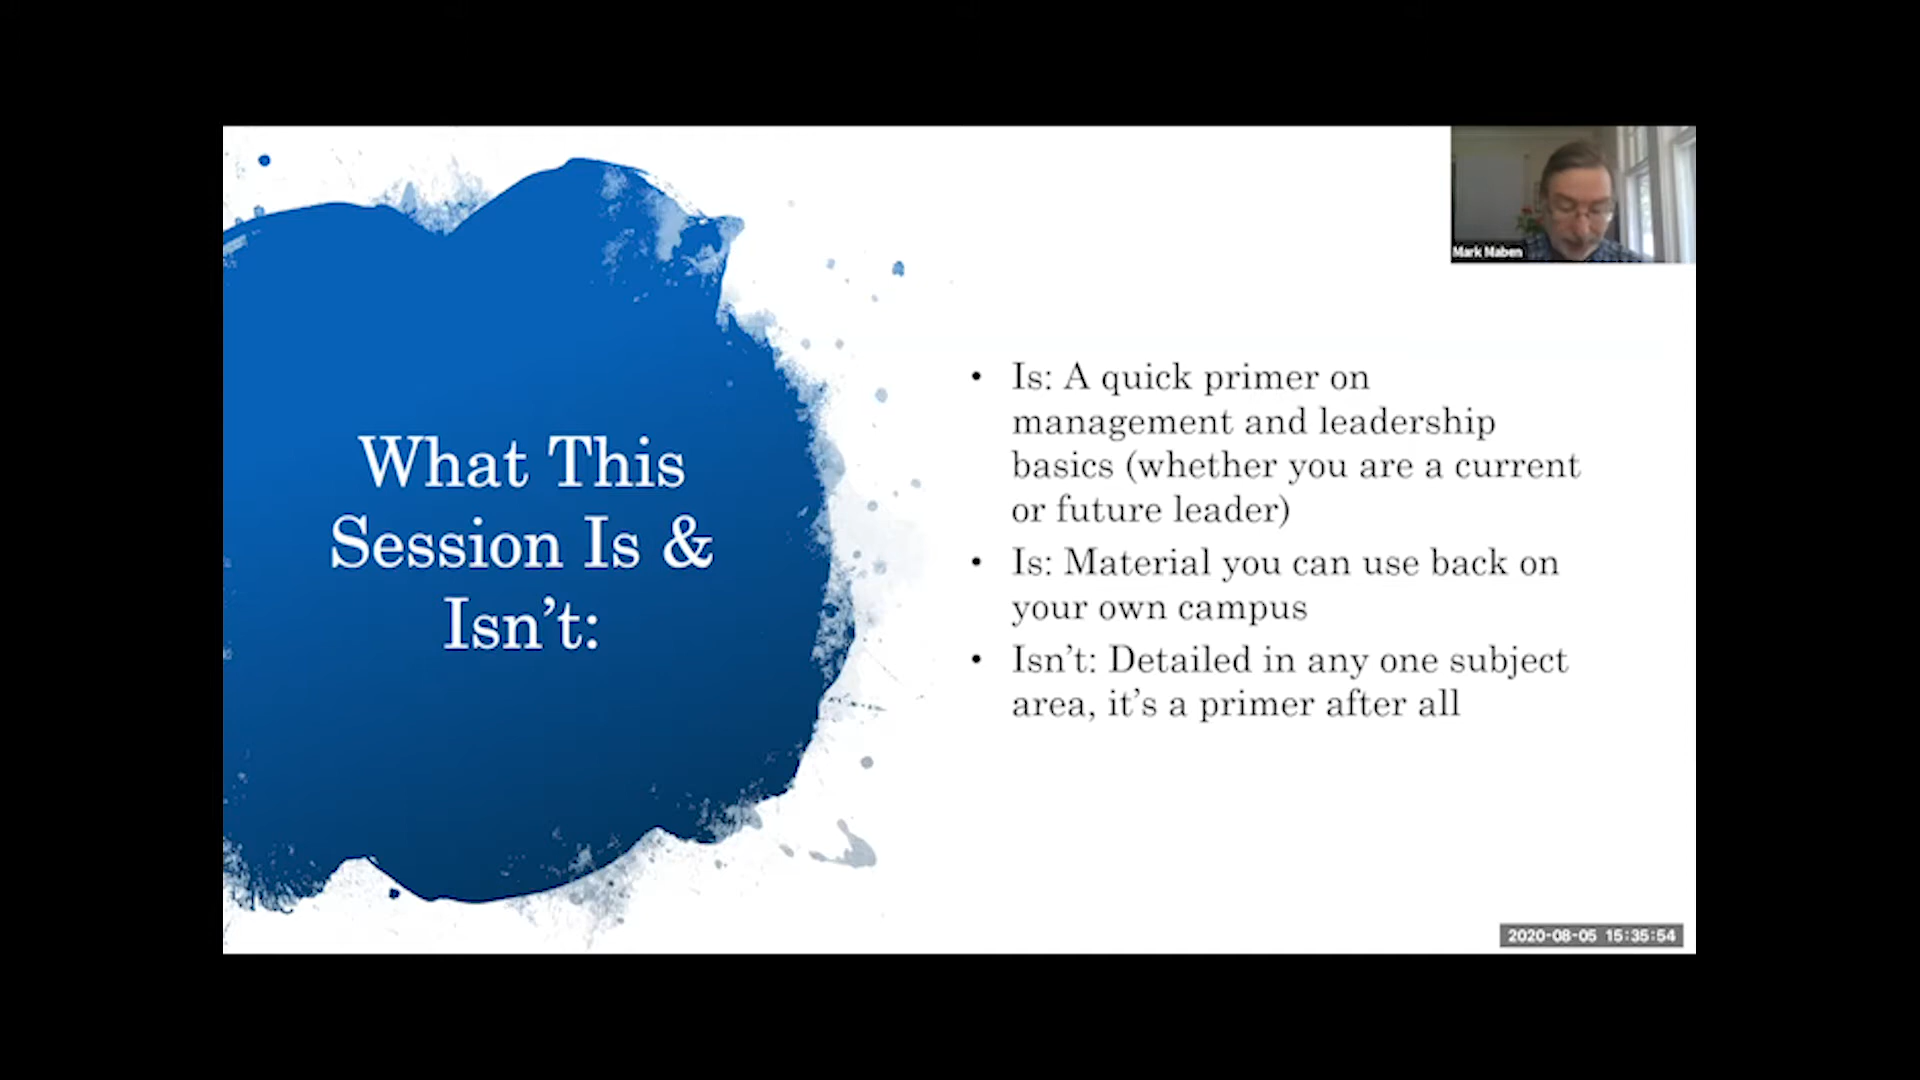 Mark Maben
What This
Session Is &
Isn’t:
• Is: A quick primer on
management and leadership
basics (whether you are a current
or future leader)
• Is: Material you can use back on
your own campus
• Isn’t: Detailed in any one subject
area, it’s a primer after all
2020-08-05 15:35:54